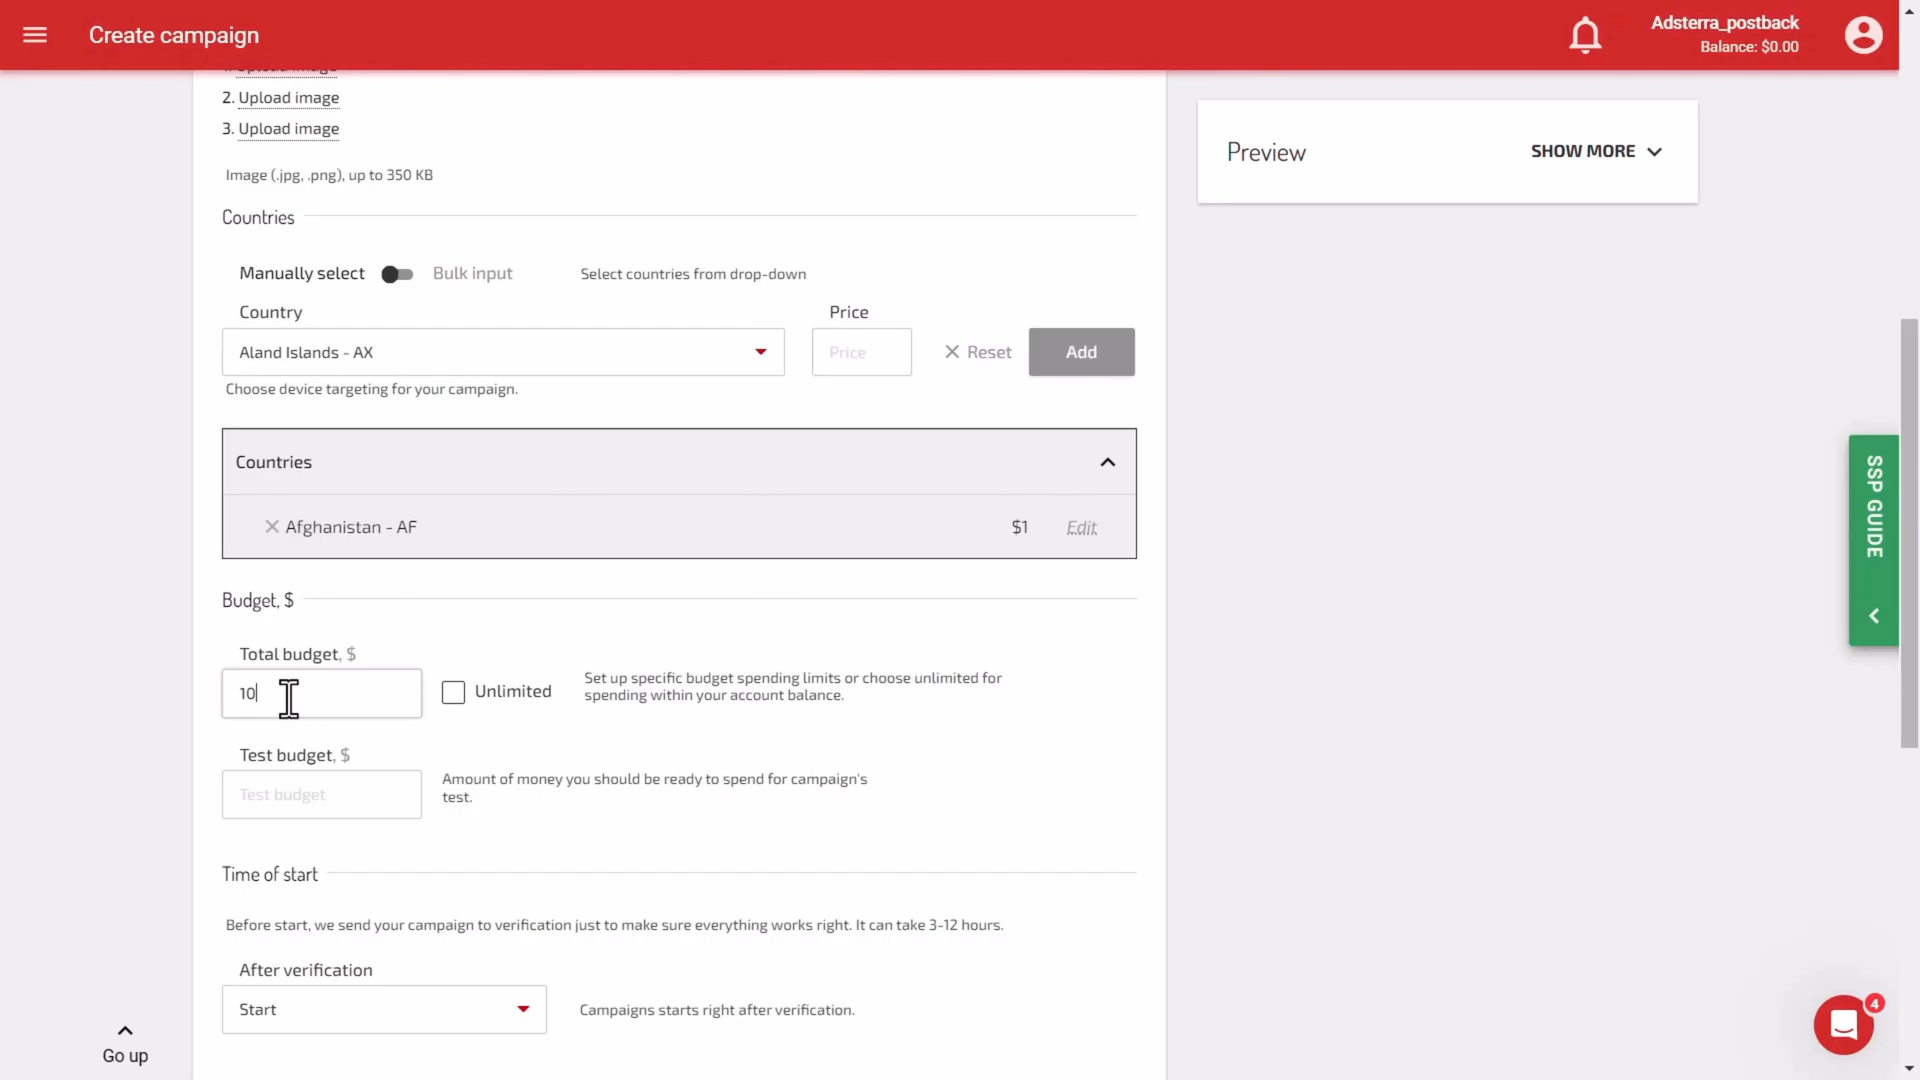 Create campaign
Adsterra_postback
Balance: $0.00
1. Upload image
2. Upload image
3. Upload image
Image (.jpg, .png), up to 350 KB
Preview
SHOW MORE
Countries
Manually select
Bulk input
Select countries from drop-down
Country
Price
Aland Islands - AX
Price
Reset
Add
Choose device targeting for your campaign.
Countries
Afghanistan - AF
$1
Edit
SSP GUIDE
Budget, $
Total budget, $
10
Unlimited
Set up specific budget spending limits or choose unlimited for
spending within your account balance.
Test budget, $
Test budget
Amount of money you should be ready to spend for campaign's
test.
Time of start
Before start, we send your campaign to verification just to make sure everything works right. It can take 3-12 hours.
After verification
Start
Campaigns starts right after verification.
4
Go up